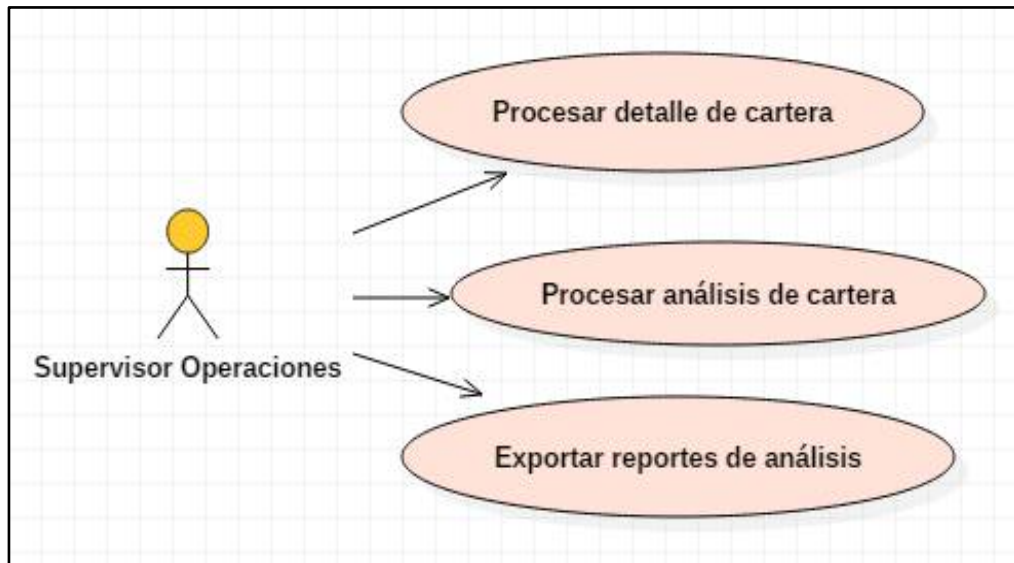 Procesar detalle de cartera
Procesar análisis de cartera
Supervisor Operaciones
Exportar reportes de análisis